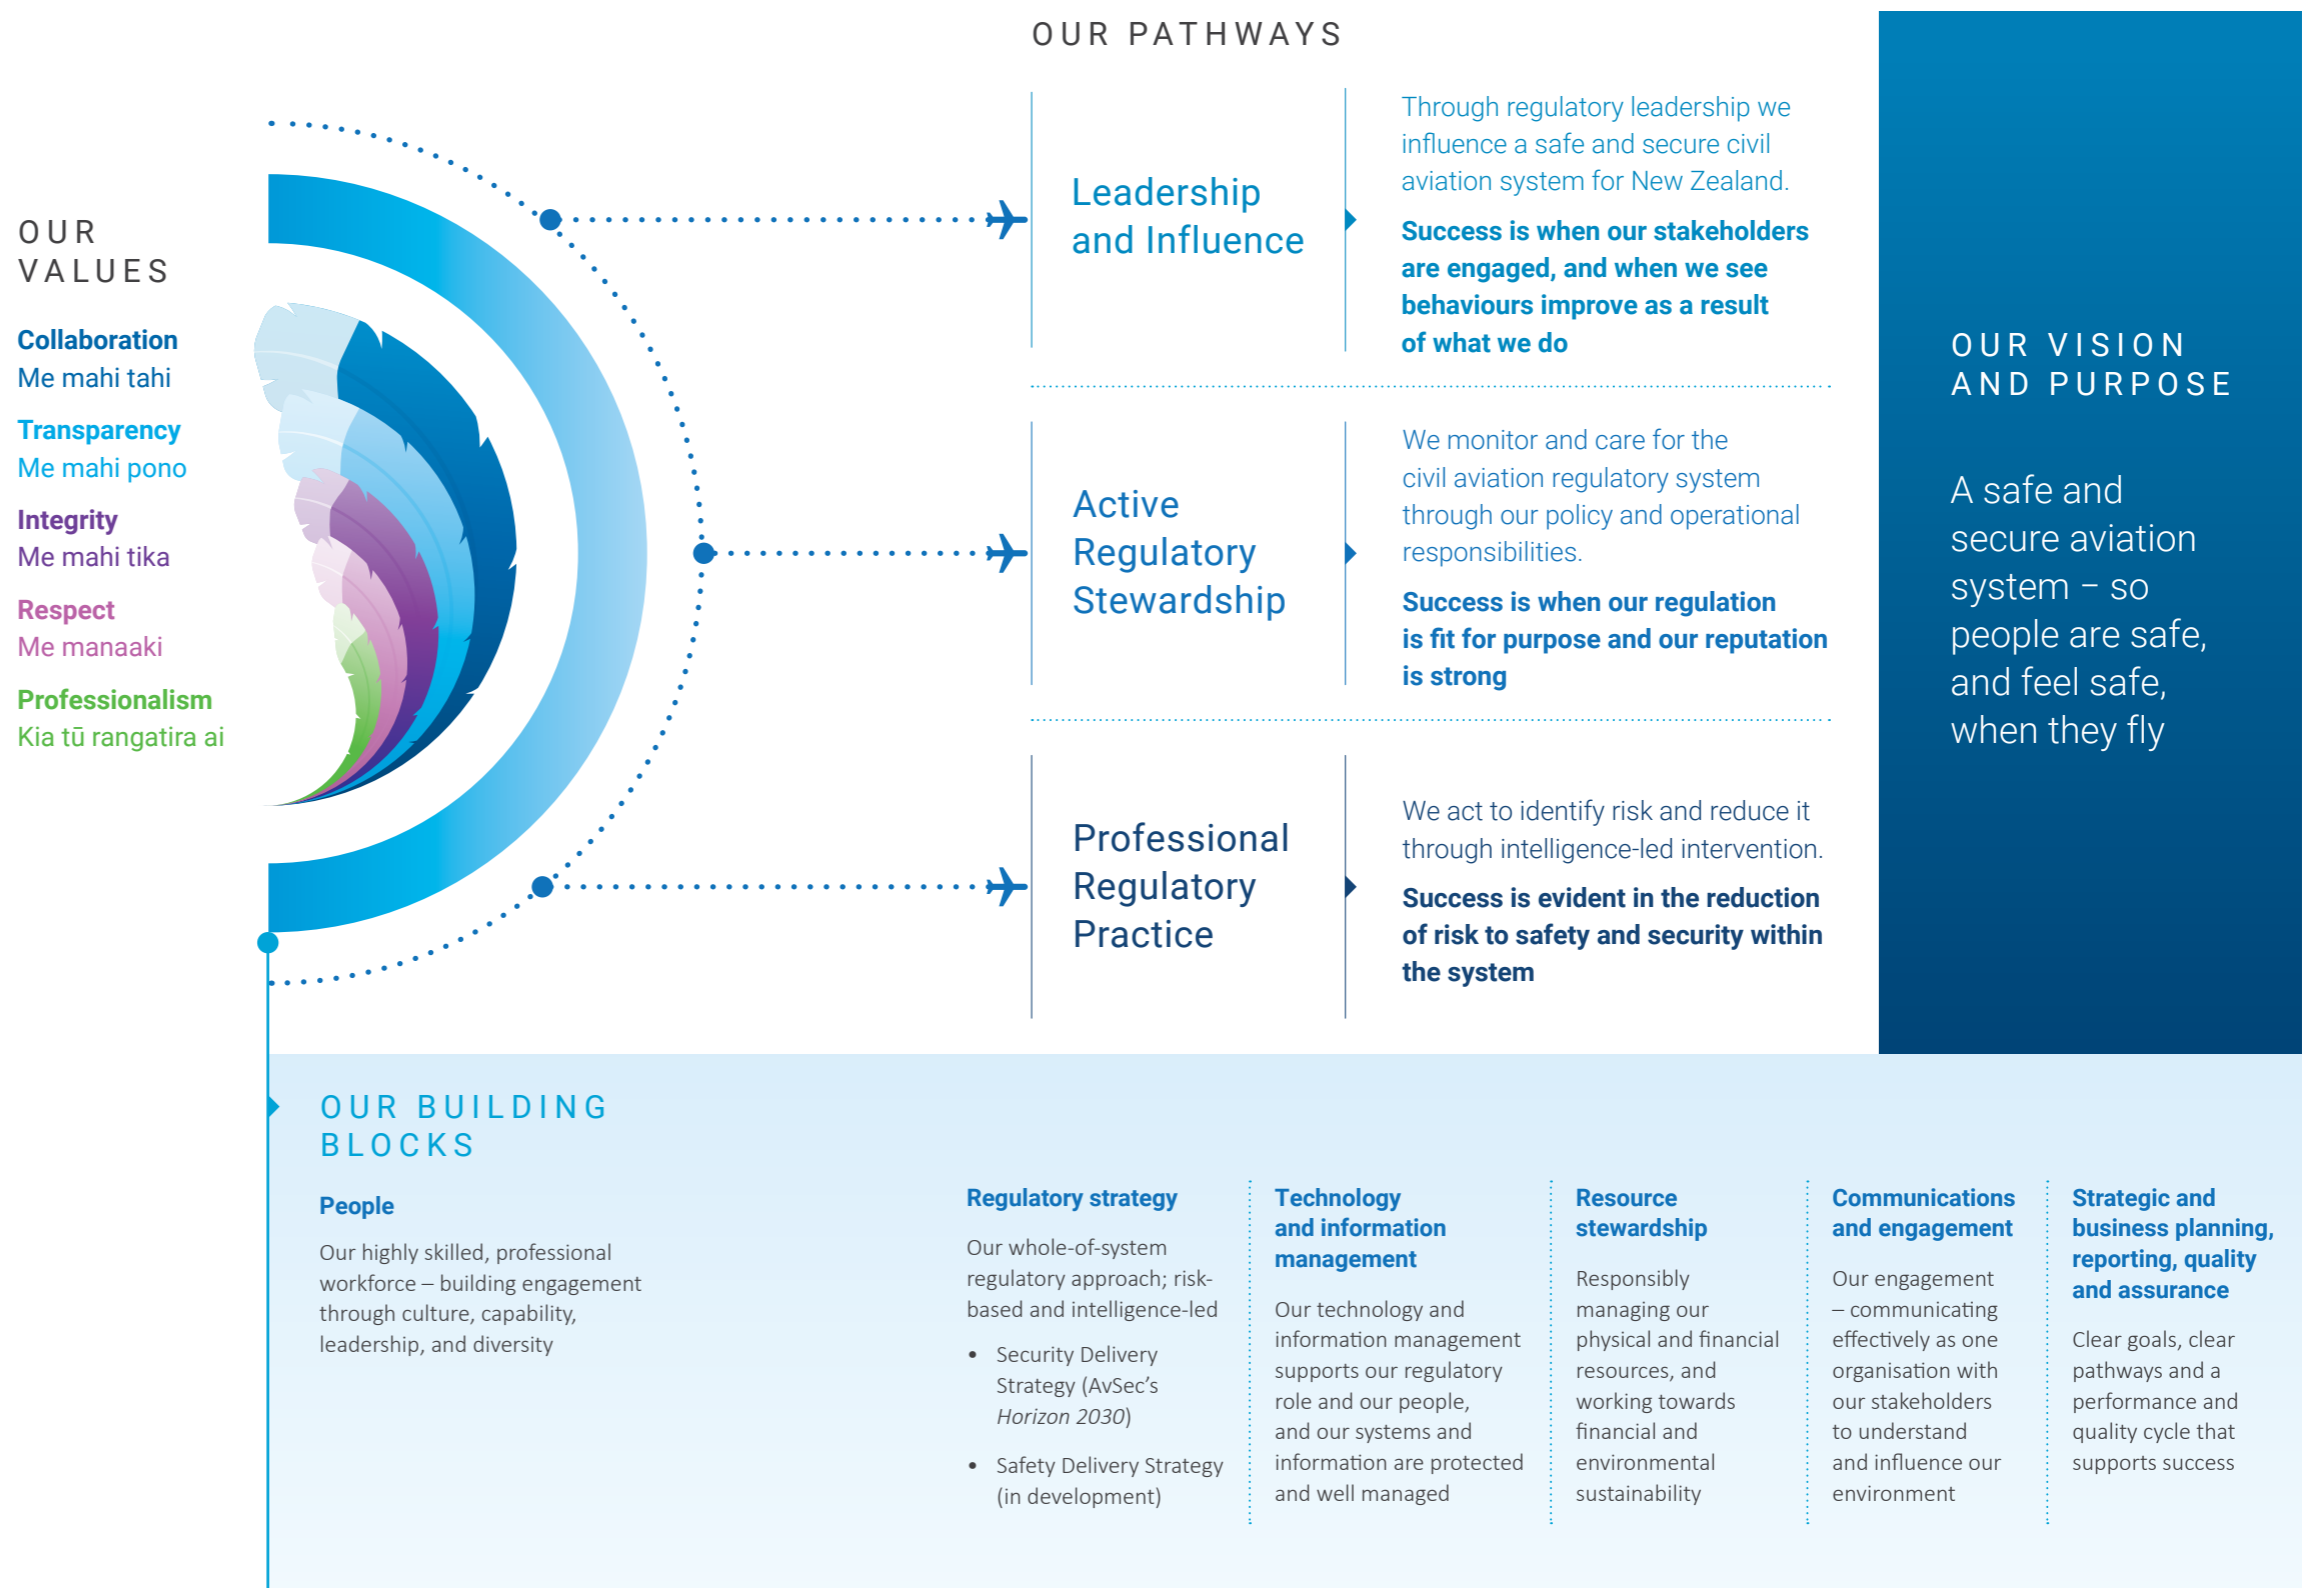 OUR PATHWAYS
OUR
VALUES
Collaboration
Me mahi tahi
Transparency
Me mahi pono
Integrity
Me mahi tika
Respect
Me manaaki
Professionalism
Kia tū rangatira ai
Leadership
and Influence
Through regulatory leadership we
influence a safe and secure civil
aviation system for New Zealand.
Success is when our stakeholders
are engaged, and when we see
behaviours improve as a result
of what we do
Active
Regulatory
Stewardship
We monitor and care for the
civil aviation regulatory system
through our policy and operational
responsibilities.
Success is when our regulation
is fit for purpose and our reputation
is strong
Professional
Regulatory
Practice
We act to identify risk and reduce it
through intelligence-led intervention.
Success is evident in the reduction
of risk to safety and security within
the system
OUR VISION
AND PURPOSE
A safe and
secure aviation
system – so
people are safe,
and feel safe,
when they fly
OUR BUILDING
BLOCKS
People
Our highly skilled, professional
workforce – building engagement
through culture, capability,
leadership, and diversity
Regulatory strategy
Our whole-of-system
regulatory approach; risk-
based and intelligence-led
• Security Delivery
Strategy (AvSec’s
Horizon 2030)
• Safety Delivery Strategy
(in development)
Technology
and information
management
Our technology and
information management
supports our regulatory
role and our people,
and our systems and
information are protected
and well managed
Resource
stewardship
Responsibly
managing our
physical and financial
resources, and
working towards
financial and
environmental
sustainability
Communications
and engagement
Our engagement
– communicating
effectively as one
organisation with
our stakeholders
to understand
and influence our
environment
Strategic and
business planning,
reporting, quality
and assurance
Clear goals, clear
pathways and a
performance and
quality cycle that
supports success